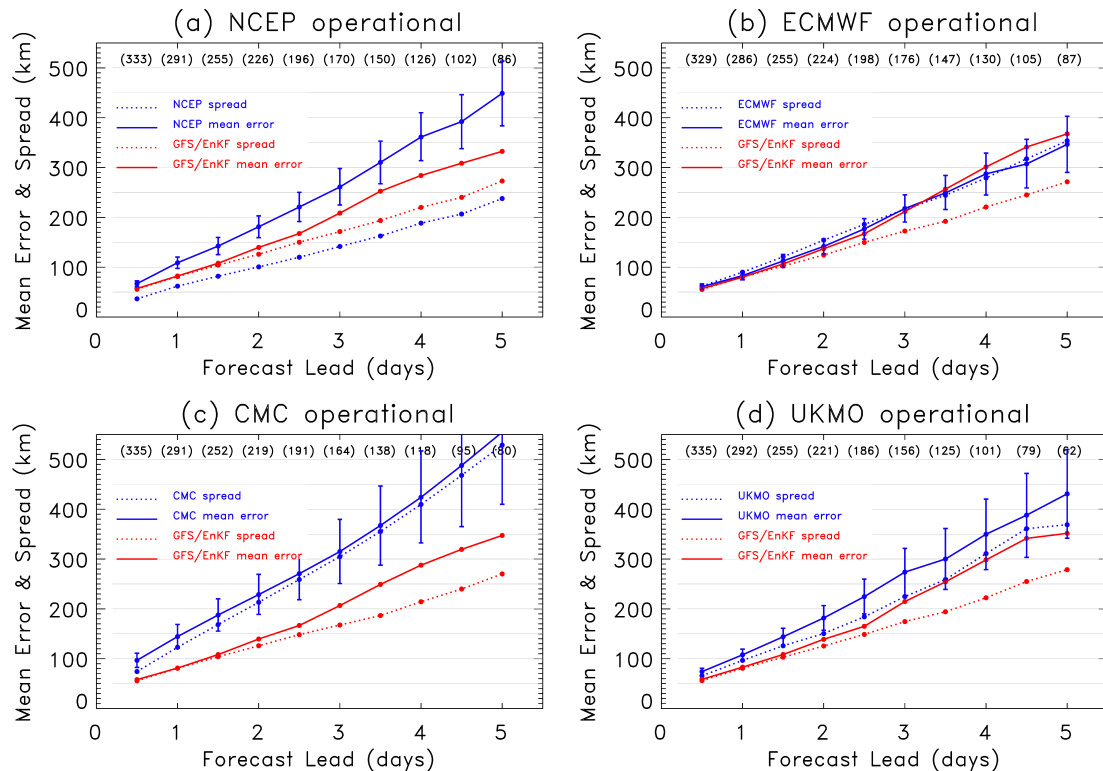 (a) NCEP operational
Mean Error & Spread (km)
500
400
300
200
100
0
(333) (291) (255) (226) (196) (170) (150) (126) (102) (86)
NCEP spread
NCEP mean error
GFS/EnKF spread
GFS/EnKF mean error
0 1 2 3 4 5
Forecast Lead (days)
(b) ECMWF operational
Mean Error & Spread (km)
500
400
300
200
100
0
(329) (286) (255) (224) (198) (176) (147) (130) (105) (87)
ECMWF spread
ECMWF mean error
GFS/EnKF spread
GFS/EnKF mean error
0 1 2 3 4 5
Forecast Lead (days)
(c) CMC operational
Mean Error & Spread (km)
500
400
300
200
100
0
(335) (291) (252) (219) (191) (164) (138) (118) (95) (80)
CMC spread
CMC mean error
GFS/EnKF spread
GFS/EnKF mean error
0 1 2 3 4 5
Forecast Lead (days)
(d) UKMO operational
Mean Error & Spread (km)
500
400
300
200
100
0
(335) (292) (255) (221) (186) (156) (125) (101) (79) (62)
UKMO spread
UKMO mean error
GFS/EnKF spread
GFS/EnKF mean error
0 1 2 3 4 5
Forecast Lead (days)